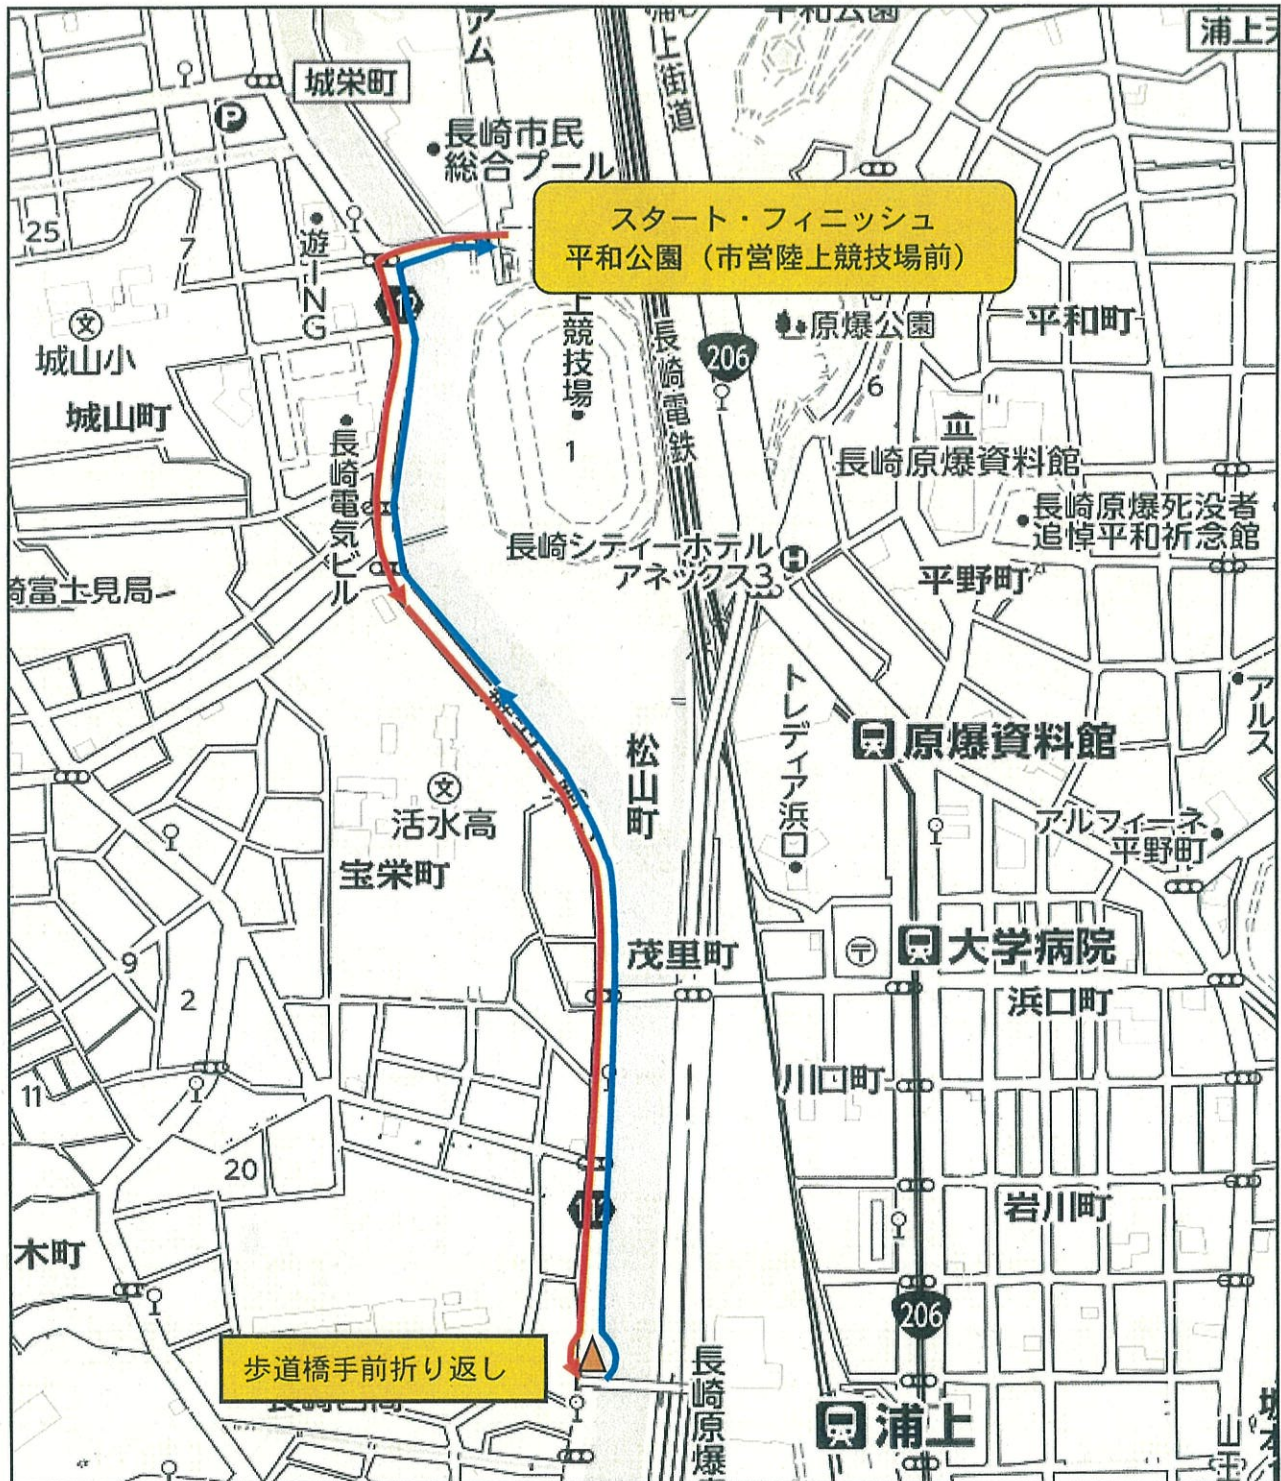 平和公園
浦上街道
城栄町
長崎市民
総合プール
スタート・フィニッシュ
平和公園（市営陸上競技場前）
25
7
遊ING
城山小
城山町
上競技場
1
長崎電鉄
206
原爆公園
6
平和町
長崎原爆資料館
長崎原爆死没者
追悼平和祈念館
長崎電気ビル
長崎シティーホテル
アネックス3
平野町
崎富士見局
トレディア浜口
原爆資料館
アルス
松山町
活水高
宝栄町
アルフィーネ
平野町
茂里町
大学病院
浜口町
9
2
11
20
川口町
岩川町
木町
206
歩道橋手前折り返し
長崎原爆
浦上